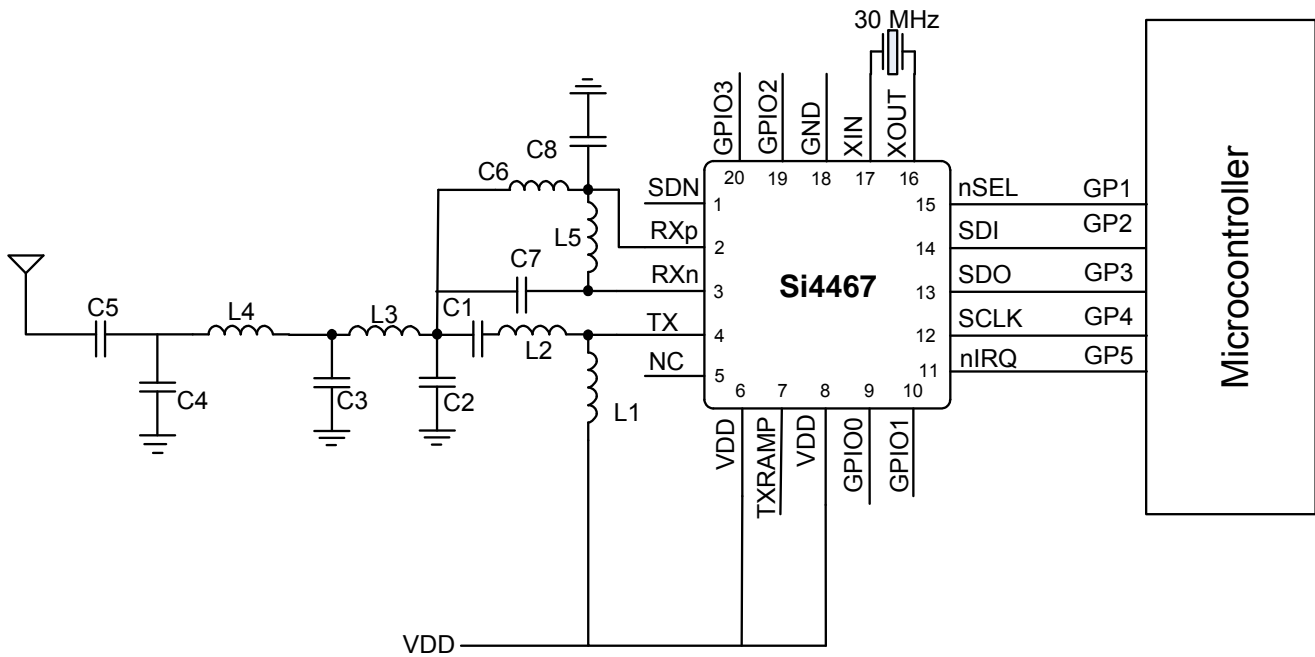 30 MHz
GPIO3
GPIO2
GND
XIN
XOUT
C8
C6
L5
C7
C5
L4
L3
C1
L2
C4
C3
C2
L1
SDN
RXp
RXn
TX
NC
20
19
18
17
16
1
2
3
4
5
Si4467
15
14
13
12
11
6
7
8
9
10
nSEL
SDI
SDO
SCLK
nIRQ
GP1
GP2
GP3
GP4
GP5
Microcontroller
VDD
TXRAMP
VDD
GPIO0
GPIO1
VDD